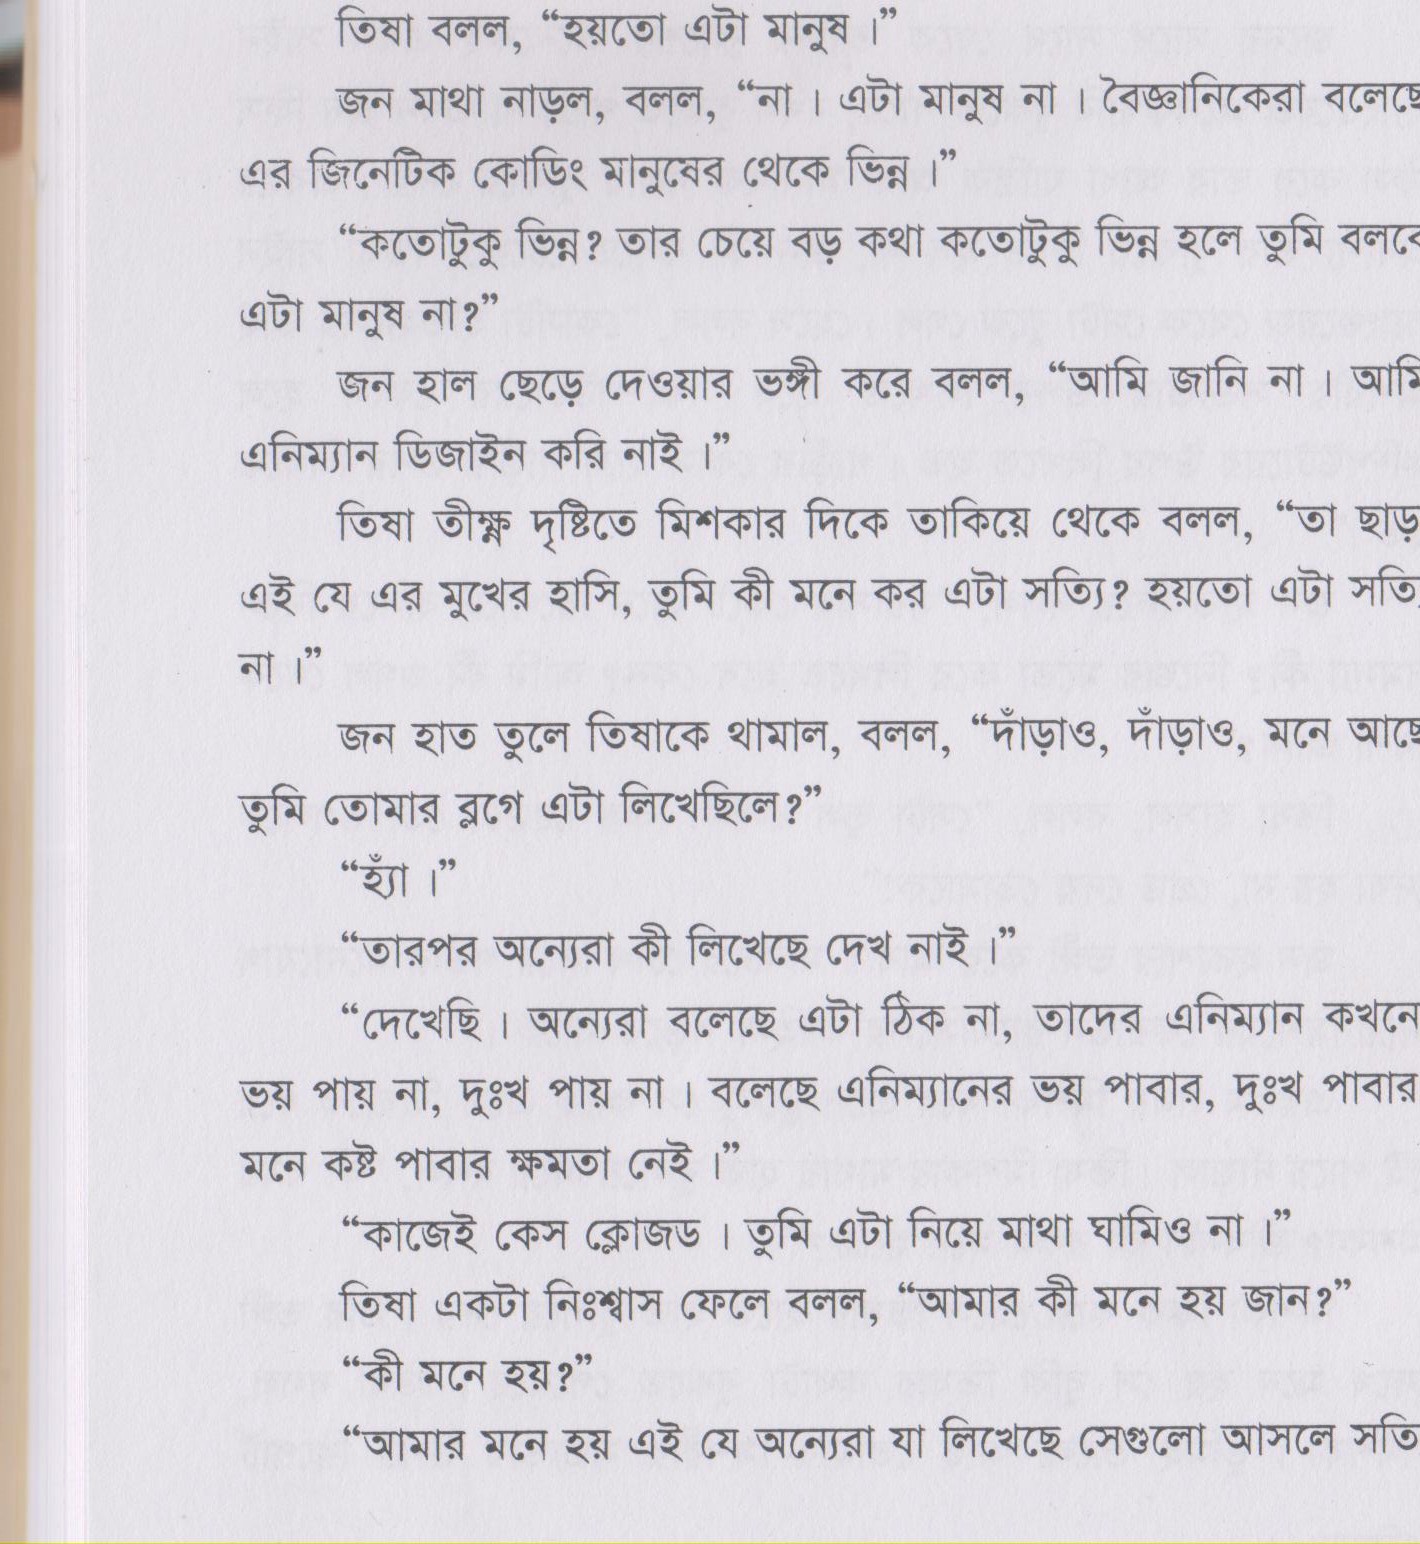 তিষা বলল, “হয়তো এটা মানুষ।”
জন মাথা নাড়ল, বলল, “না। এটা মানুষ না। বৈজ্ঞানিকেরা বলেছে
এর জিনেটিক কোডিং মানুষের থেকে ভিন্ন।”
“কতোটুকু ভিন্ন? তার চেয়ে বড় কথা কতোটুকু ভিন্ন হলে তুমি বলবে
এটা মানুষ না?”
জন হাল ছেড়ে দেওয়ার ভঙ্গী করে বলল, “আমি জানি না। আমি
এনিম্যান ডিজাইন করি নাই।”
তিষা তীক্ষ্ণ দৃষ্টিতে মিশকার দিকে তাকিয়ে থেকে বলল, “তা ছাড়
এই যে এর মুখের হাসি, তুমি কী মনে কর এটা সত্যি? হয়তো এটা সত্যি
না।”
জন হাত তুলে তিষাকে থামাল, বলল, “দাঁড়াও, দাঁড়াও, মনে আছে
তুমি তোমার ব্লগে এটা লিখেছিলে?”
“হ্যাঁ।”
“তারপর অন্যেরা কী লিখেছে দেখ নাই।”
“দেখেছি। অন্যেরা বলেছে এটা ঠিক না, তাদের এনিম্যান কখনো
ভয় পায় না, দুঃখ পায় না। বলেছে এনিম্যানের ভয় পাবার, দুঃখ পাবার
মনে কষ্ট পাবার ক্ষমতা নেই।”
“কাজেই কেস ক্লোজড। তুমি এটা নিয়ে মাথা ঘামিও না।”
তিষা একটা নিঃশ্বাস ফেলে বলল, “আমার কী মনে হয় জান?”
“কী মনে হয়?”
“আমার মনে হয় এই যে অন্যেরা যা লিখেছে সেগুলো আসলে সত্যি